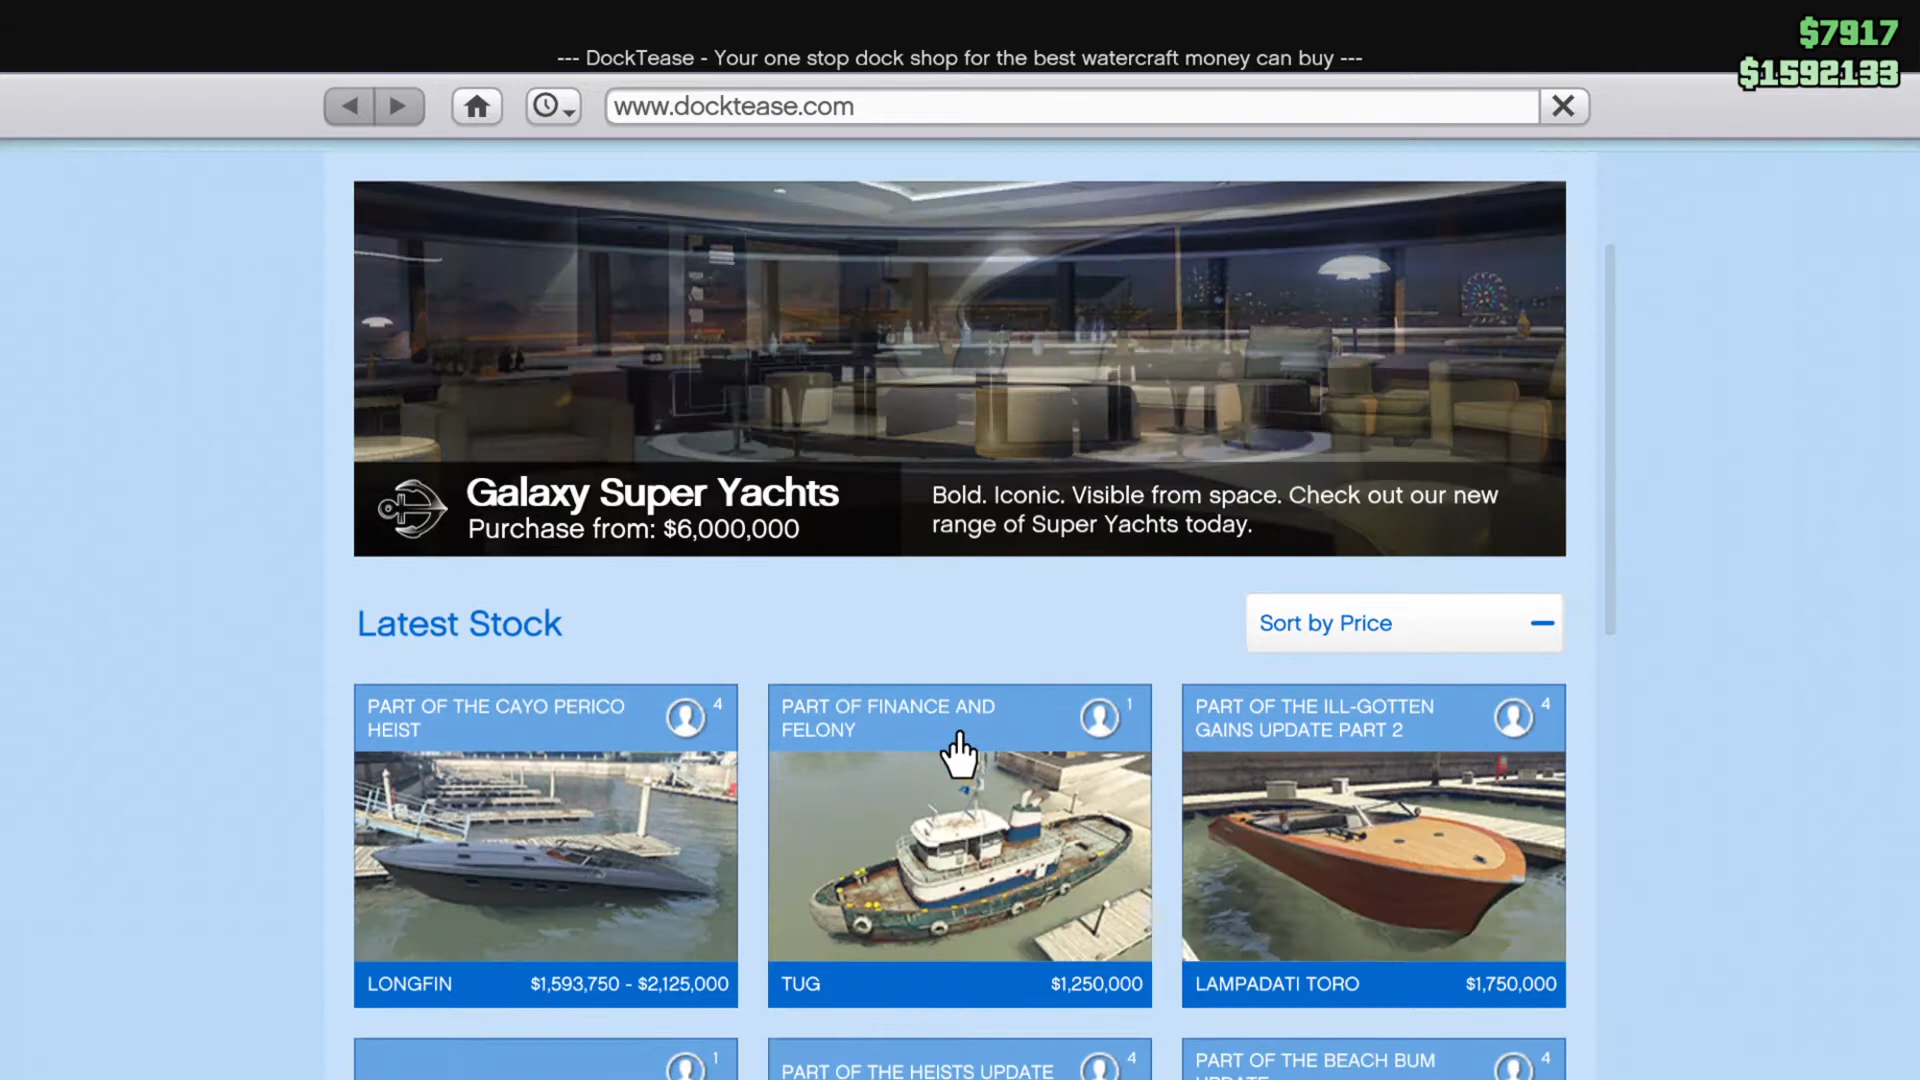 $7917
--- DockTease - Your one stop dock shop for the best watercraft money can buy ---
$1592133
www.docktease.com
Galaxy Super Yachts
Purchase from: $6,000,000
Bold. Iconic. Visible from space. Check out our new
range of Super Yachts today.
Latest Stock
Sort by Price
PART OF THE CAYO PERICO
HEIST
4
LONGFIN
$1,593,750 - $2,125,000
PART OF FINANCE AND
FELONY
1
TUG
$1,250,000
PART OF THE ILL-GOTTEN
GAINS UPDATE PART 2
4
LAMPADATI TORO
$1,750,000
1
PART OF THE HEISTS UPDATE
4
PART OF THE BEACH BUM
UPDATE
4